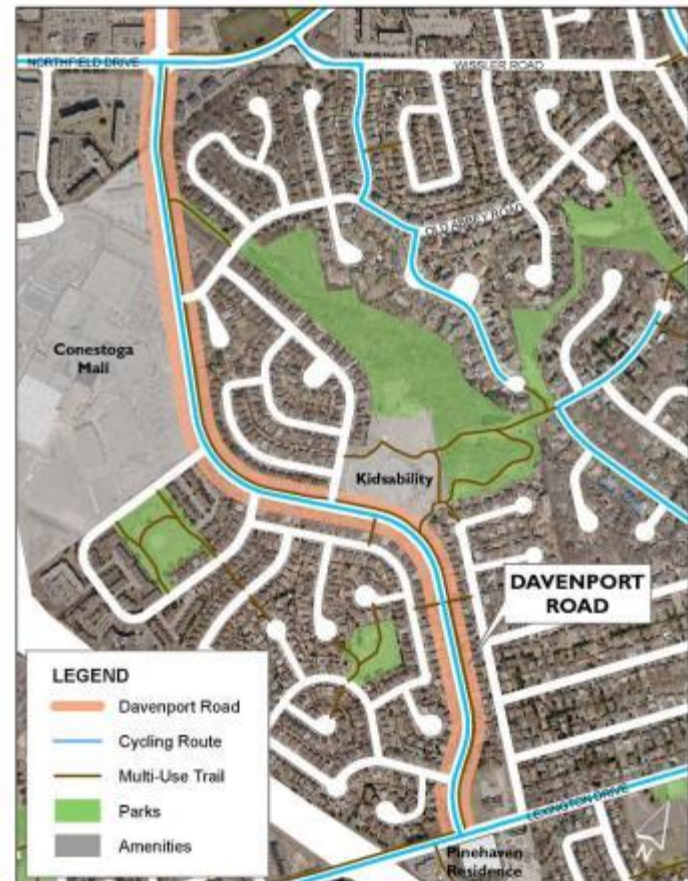 NORTHFIELD DRIVE
WISSLER ROAD
OLD ABBEY ROAD
Conestoga
Mall
Kidsability
DAVENPORT
ROAD
LEGEND
Davenport Road
Cycling Route
Multi-Use Trail
Parks
Amenities
LEXINGTON DRIVE
Pinehaven
Residence
N